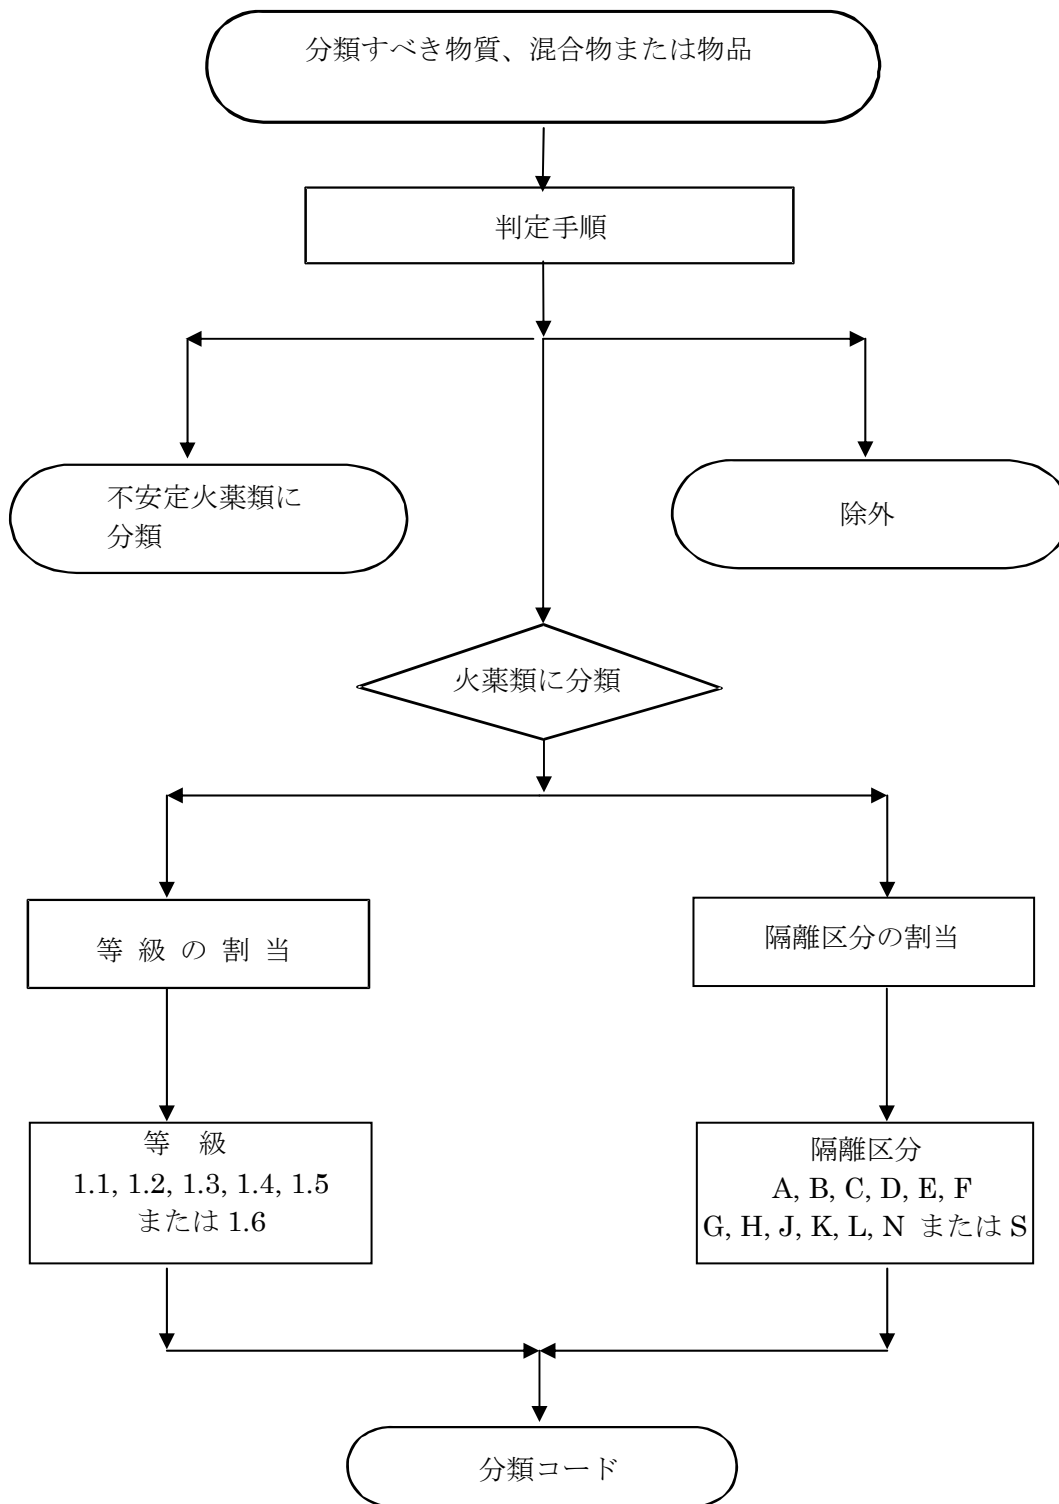 分類すべき物質、混合物または物品
判定手順
不安定火薬類に
分類
除外
火薬類に分類
等 級 の 割 当
隔離区分の割当
等　級
1.1, 1.2, 1.3, 1.4, 1.5
または 1.6
隔離区分
A, B, C, D, E, F
G, H, J, K, L, N または S
分類コード